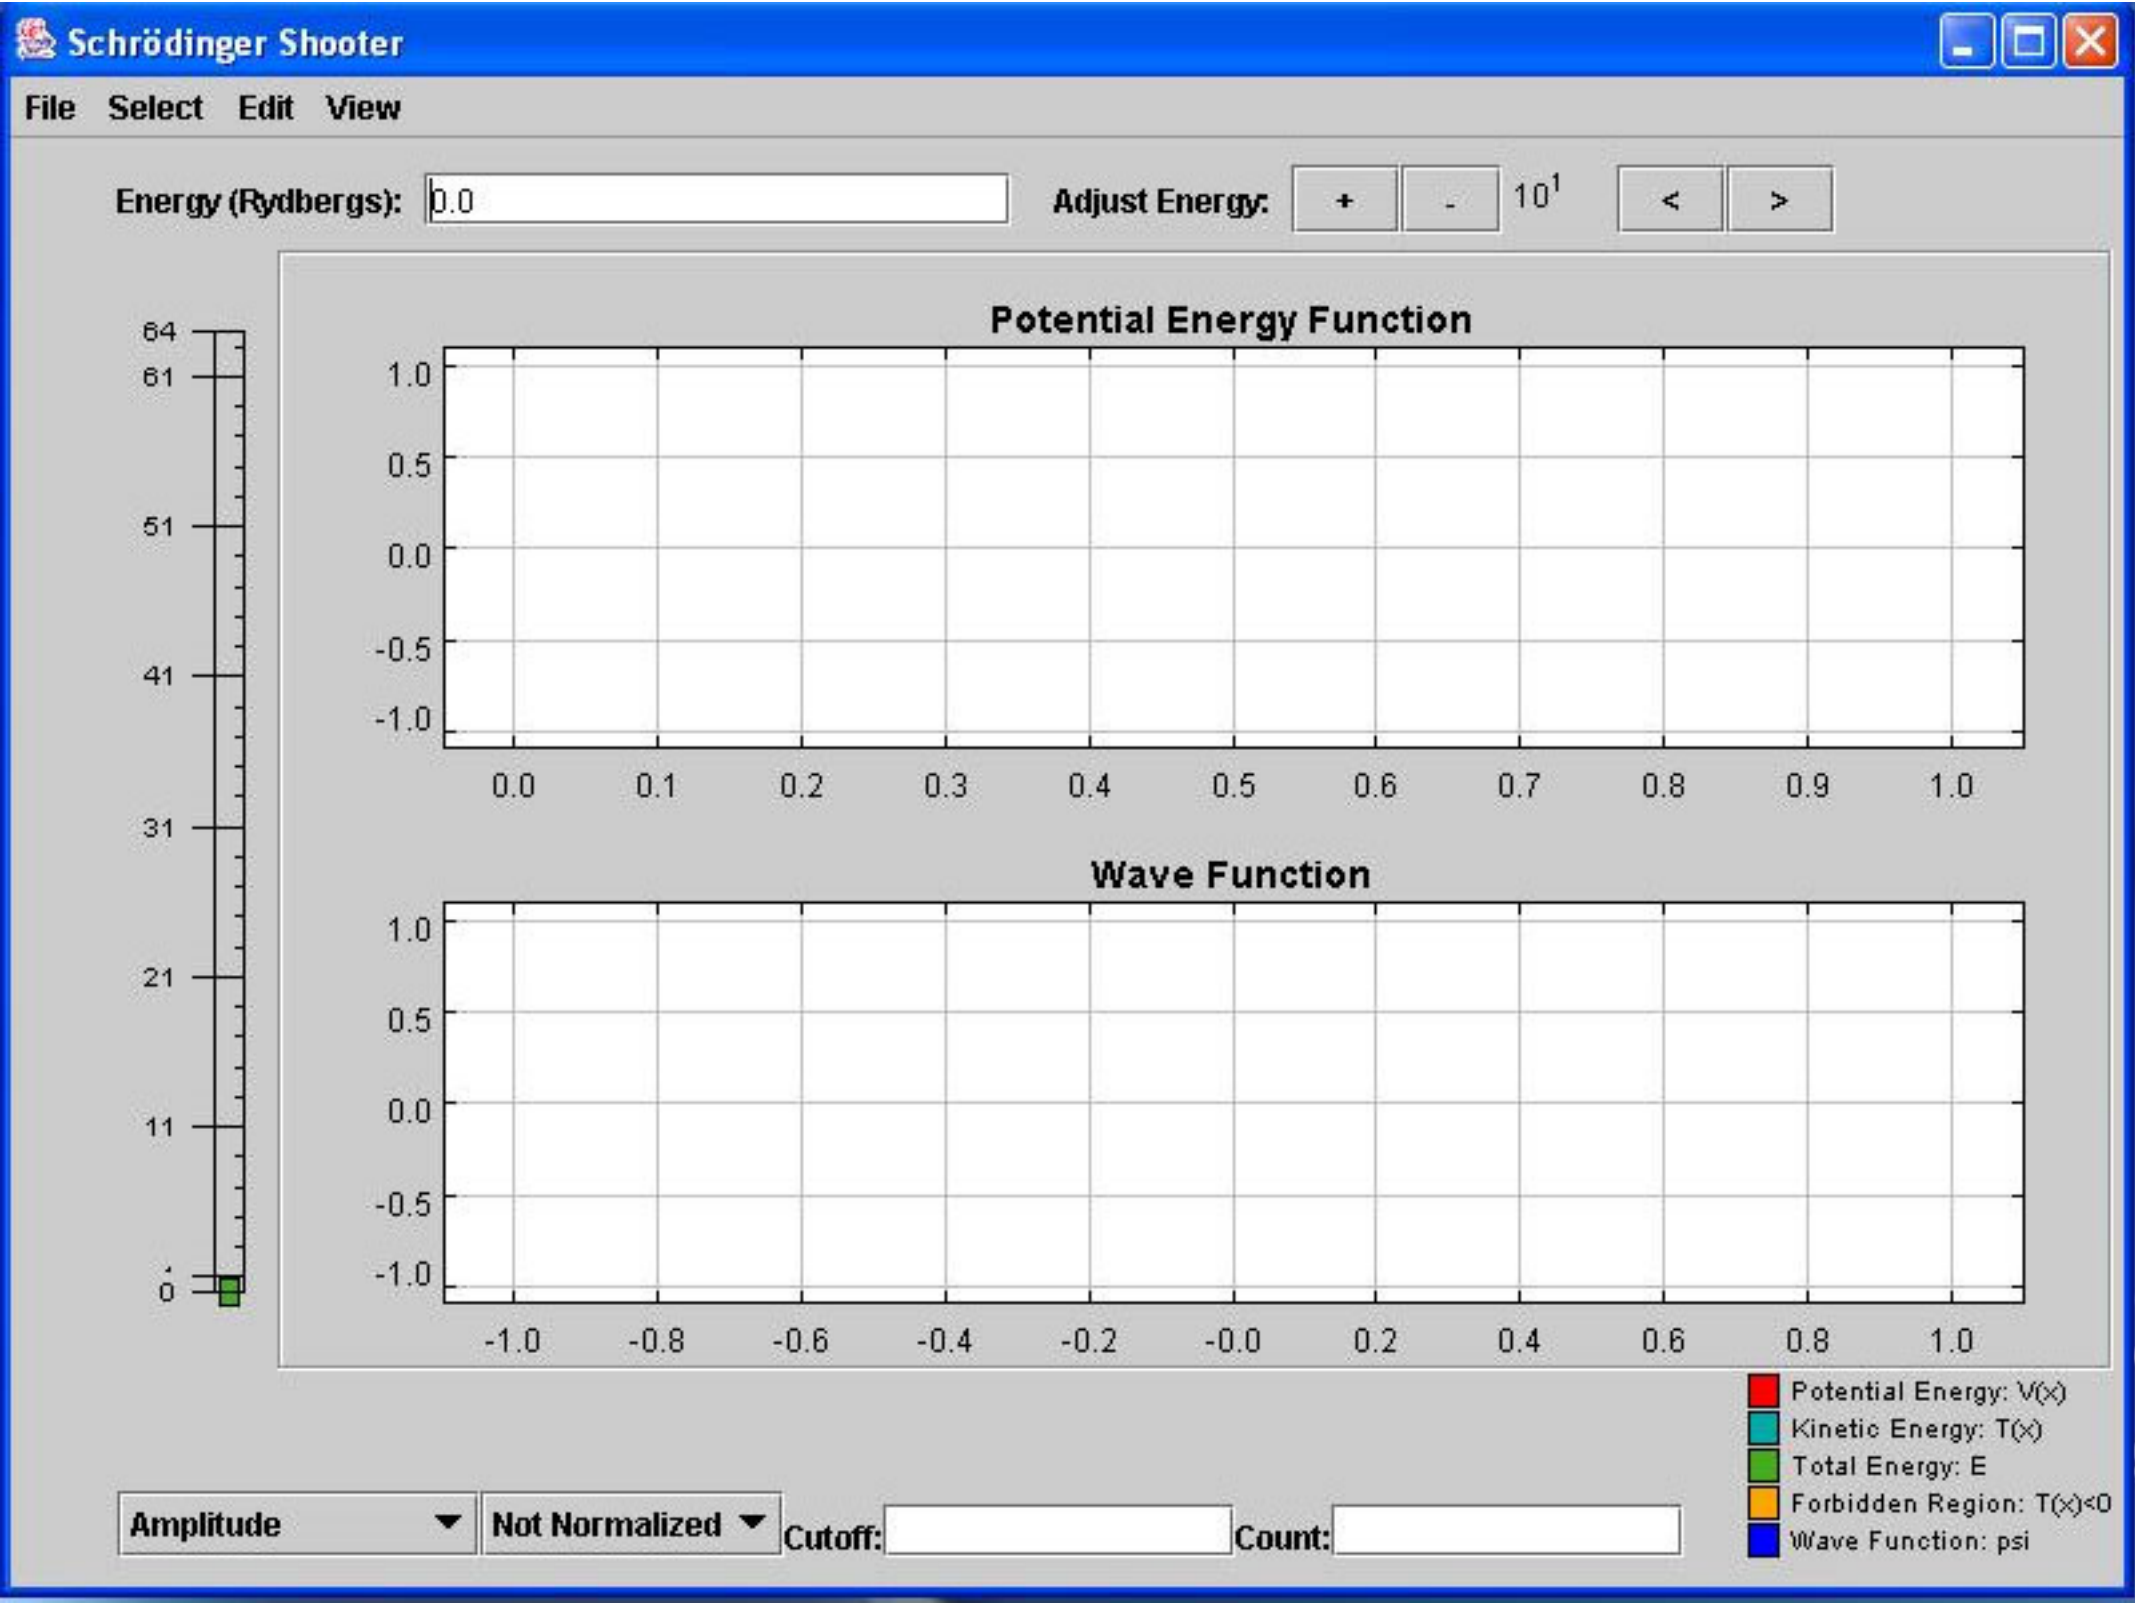 Schrödinger Shooter
File Select Edit View
Energy (Rydbergs): 0.0 Adjust Energy: + - 10¹ < >
Potential Energy Function
64
61
51
41
31
21
11
0
1.0
0.5
0.0
-0.5
-1.0
0.0 0.1 0.2 0.3 0.4 0.5 0.6 0.7 0.8 0.9 1.0
Wave Function
1.0
0.5
0.0
-0.5
-1.0
-1.0 -0.8 -0.6 -0.4 -0.2 -0.0 0.2 0.4 0.6 0.8 1.0
Potential Energy: V(x)
Kinetic Energy: T(x)
Total Energy: E
Forbidden Region: T(x)<0
Wave Function: psi
Amplitude Not Normalized Cutoff: Count: